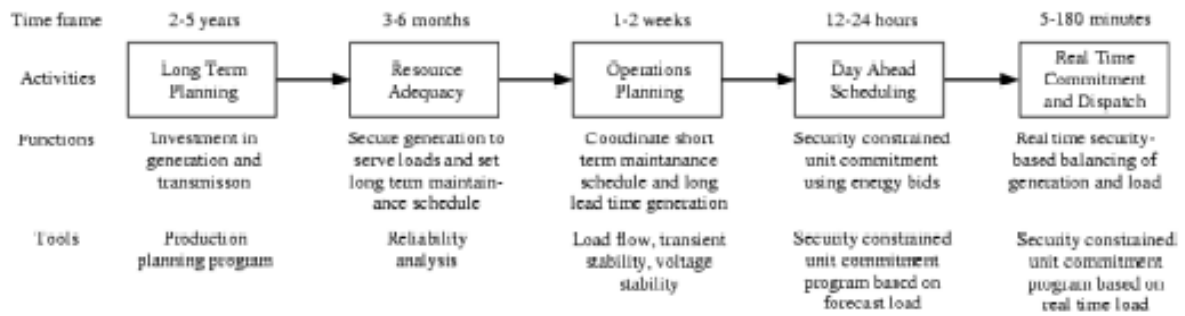 Time frame
2-5 years
3-6 months
1-2 weeks
12-24 hours
5-180 minutes
Activities
Long Term
Planning
Resource
Adequacy
Operations
Planning
Day Ahead
Scheduling
Real Time
Commitment
and Dispatch
Functions
Investment in
generation and
transmisson
Secure generation to
serve loads and set
long term maintain-
ance schedule
Coordinate short
term maintanance
schedule and long
lead time generation
Security constrained
unit commitment
using energy bids
Real time security-
based balancing of
generation and load
Tools
Production
planning program
Reliability
analysis
Load flow, transient
stability, voltage
stability
Security constrained
unit commitment
program based on
forecast load
Security constrained
unit commitment
program based on
real time load